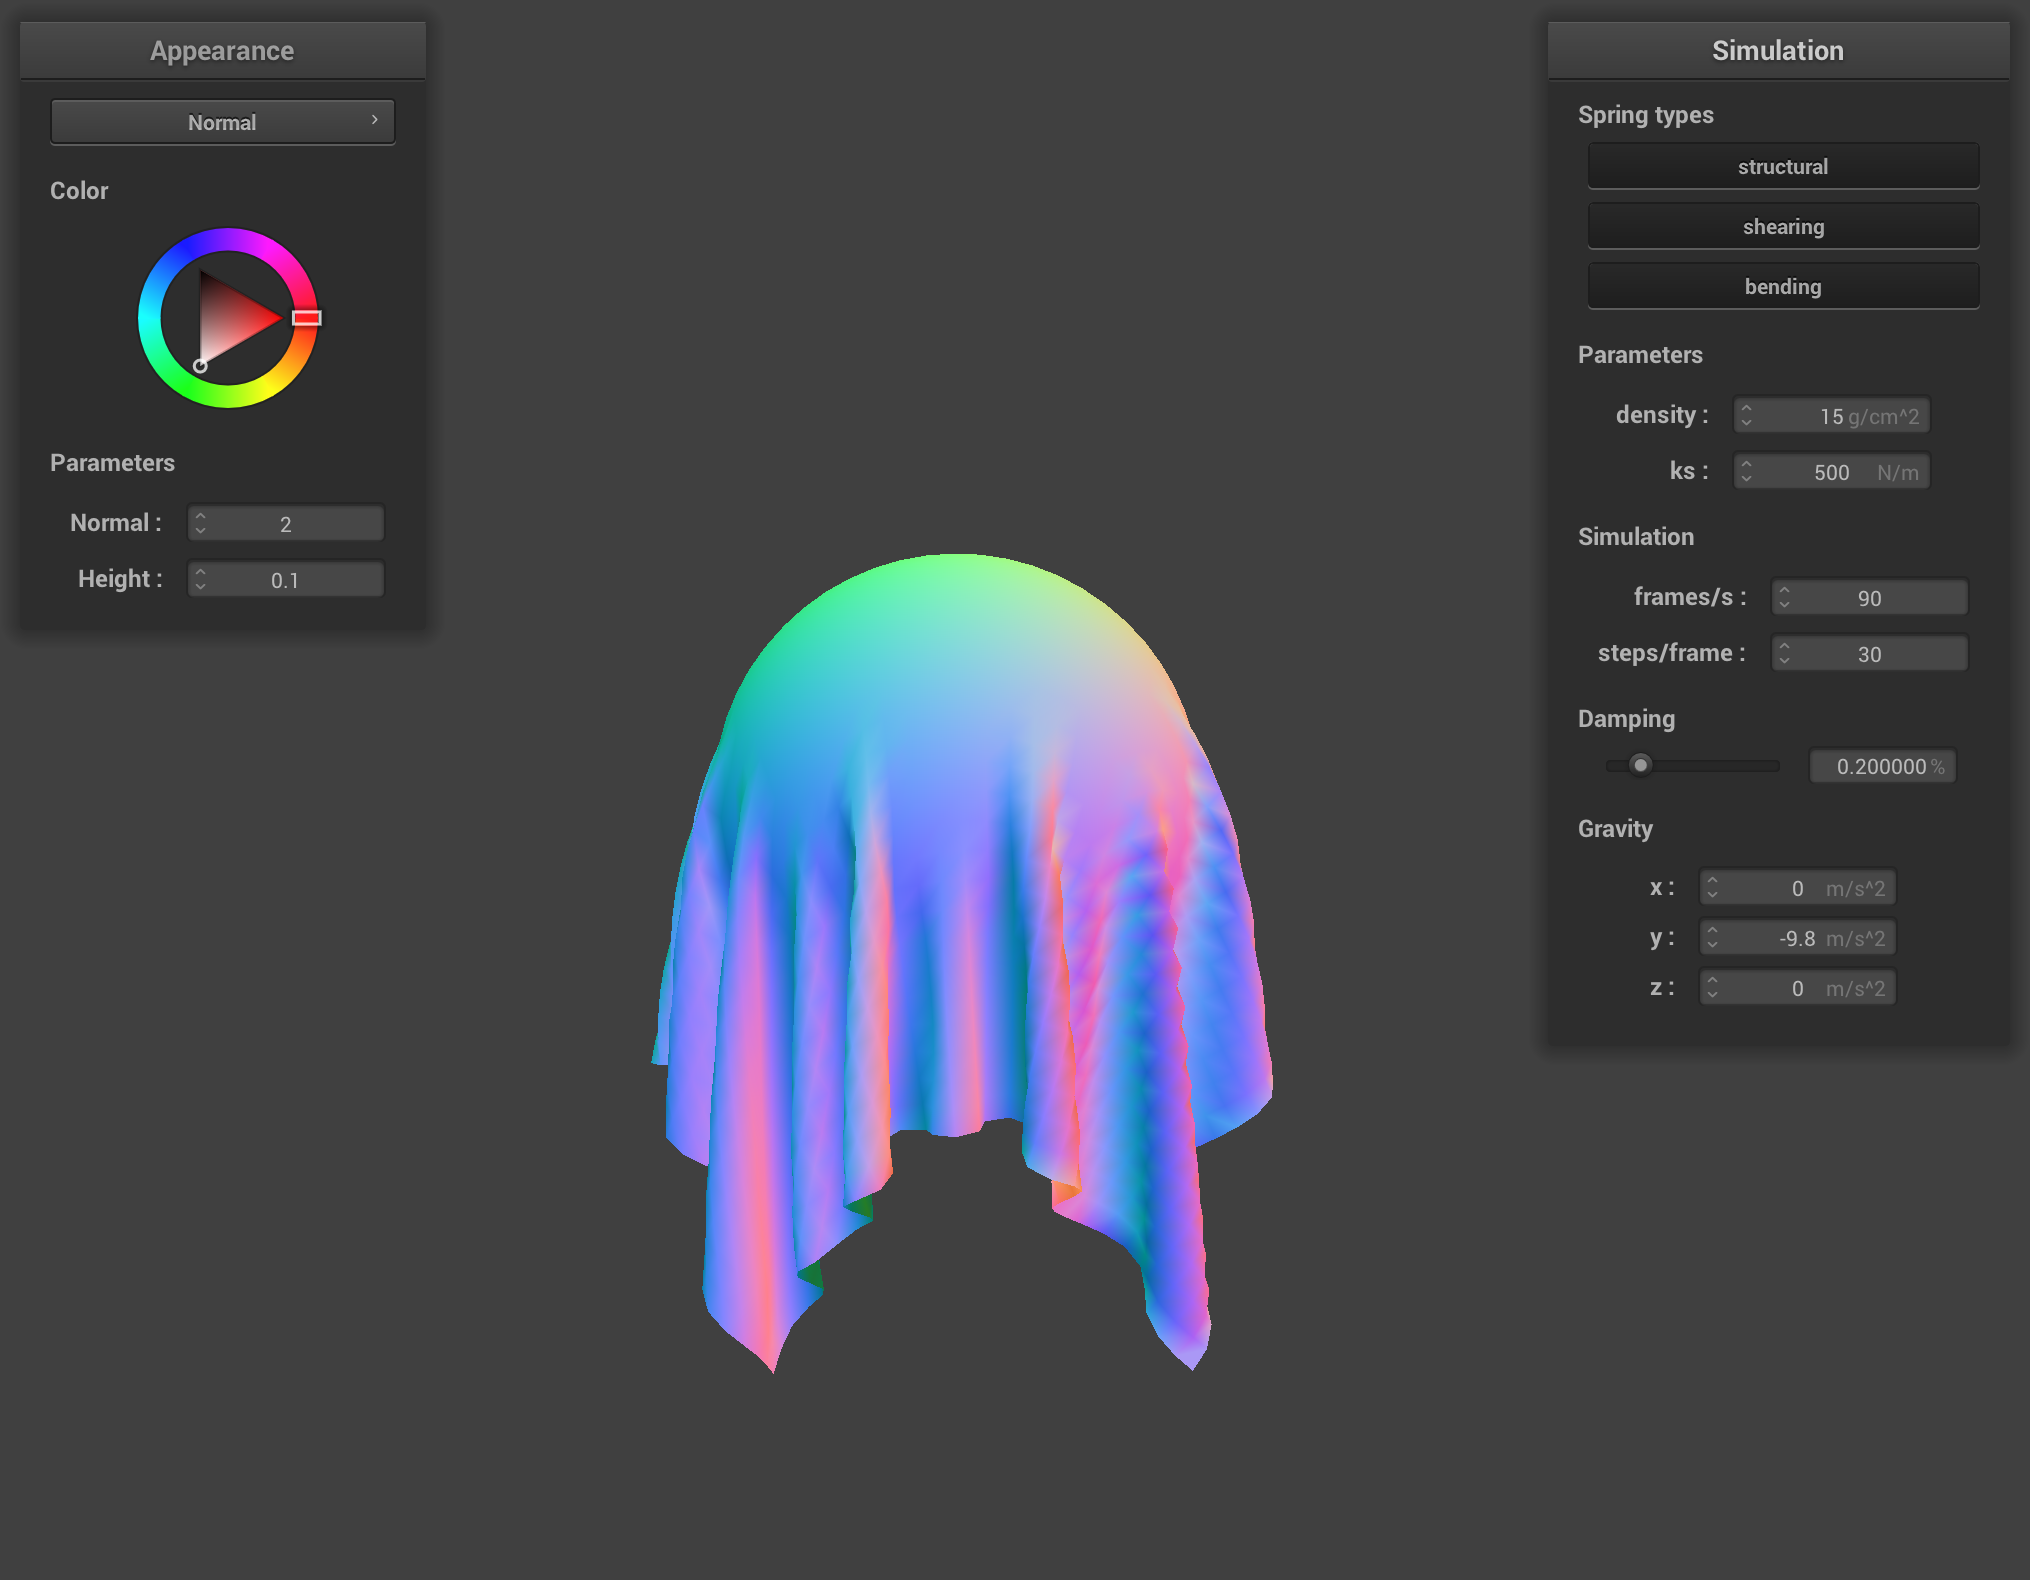 Appearance
Normal
Color
Parameters
Normal : 2
Height : 0.1
Simulation
Spring types
structural
shearing
bending
Parameters
density : 15 g/cm^2
ks : 500 N/m
Simulation
frames/s : 90
steps/frame : 30
Damping
0.200000 %
Gravity
x : 0 m/s^2
y : -9.8 m/s^2
z : 0 m/s^2